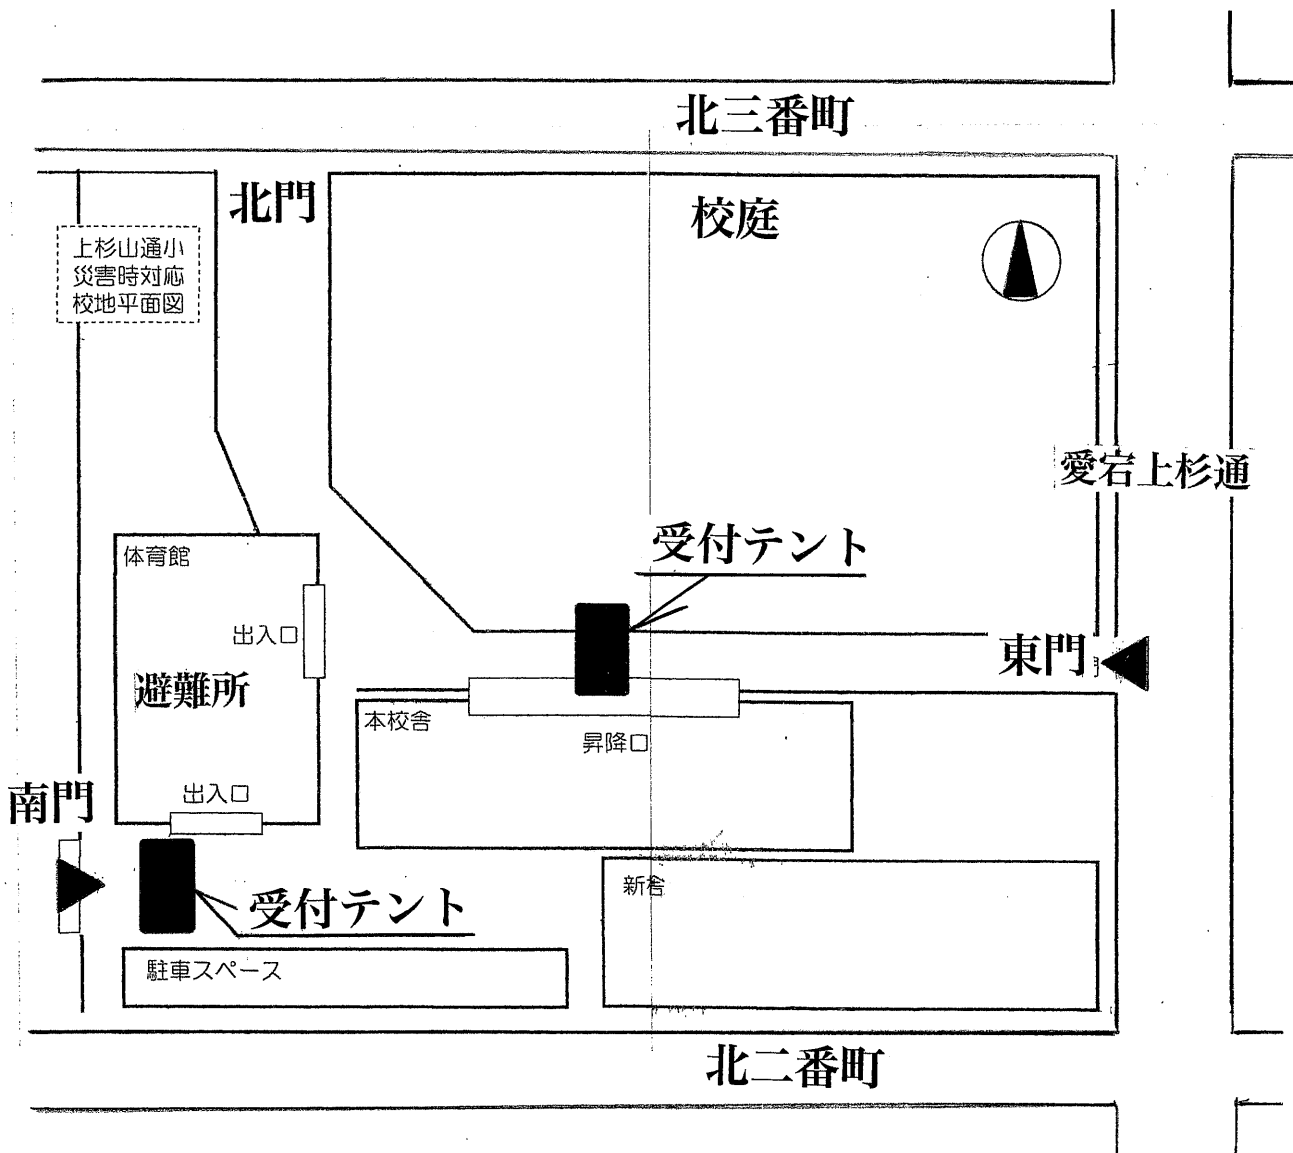 北三番町
北門
校庭
上杉山通小
災害時対応
校地平面図
愛宕上杉通
受付テント
体育館
出入口
東門
避難所
本校舎
昇降口
南門
出入口
新舎
受付テント
駐車スペース
北二番町